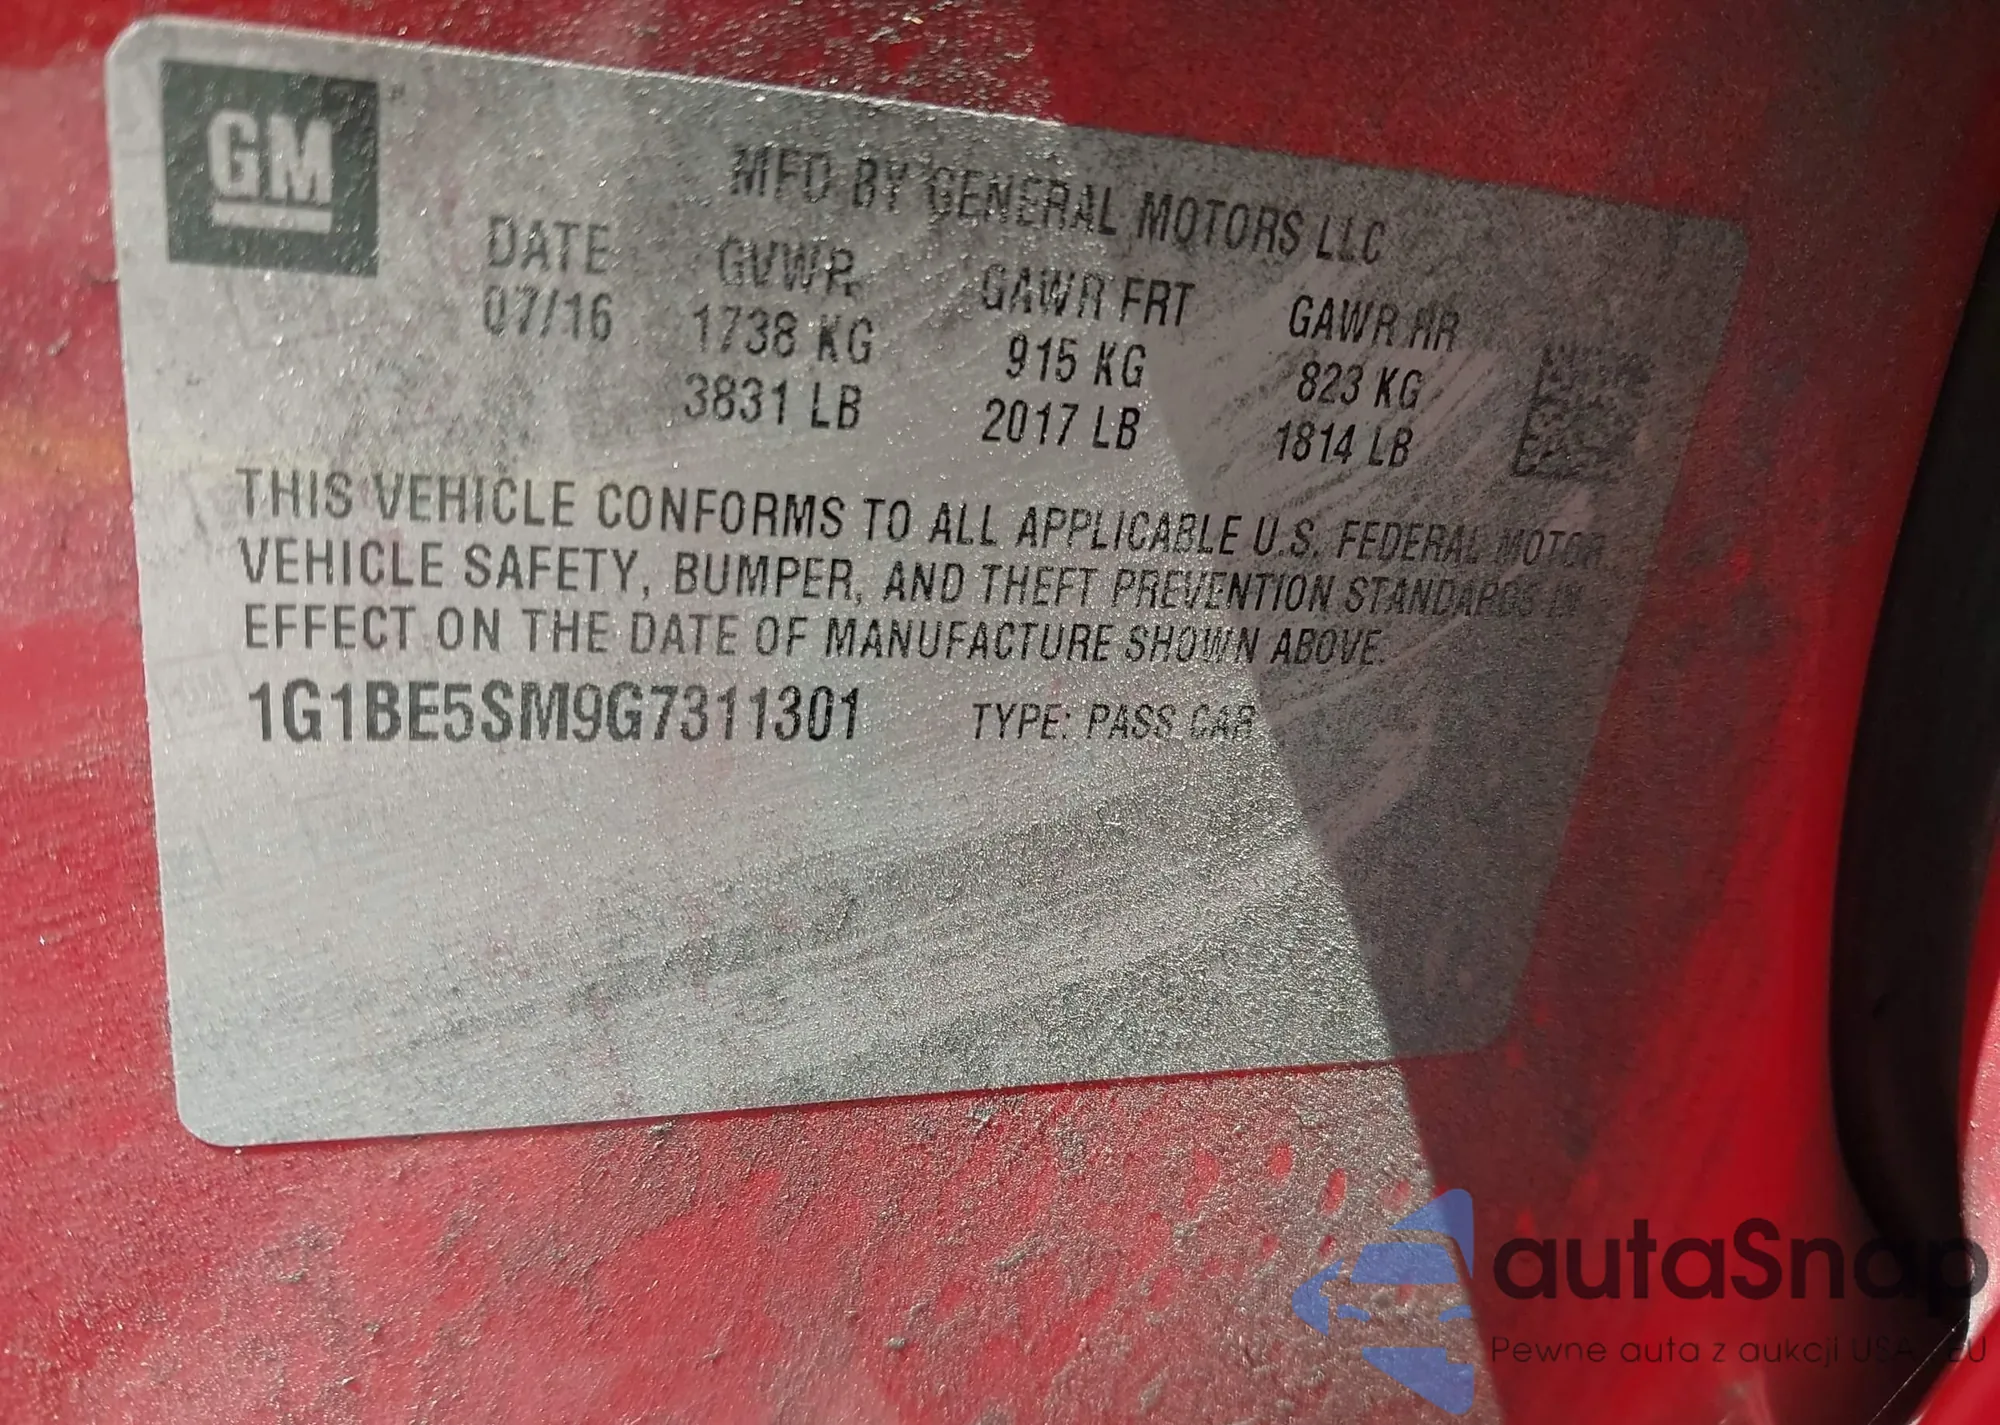 GM
MFD BY GENERAL MOTORS LLC
DATE GVWR GAWR FRT GAWR RR
07/16 1738 KG 915 KG 823 KG
3831 LB 2017 LB 1814 LB
THIS VEHICLE CONFORMS TO ALL APPLICABLE U.S. FEDERAL MOTOR
VEHICLE SAFETY, BUMPER, AND THEFT PREVENTION STANDARDS IN
EFFECT ON THE DATE OF MANUFACTURE SHOWN ABOVE.
1G1BE5SM9G7311301 TYPE: PASS CAR
autaSnap
Pewne auta z aukcji USA, EU